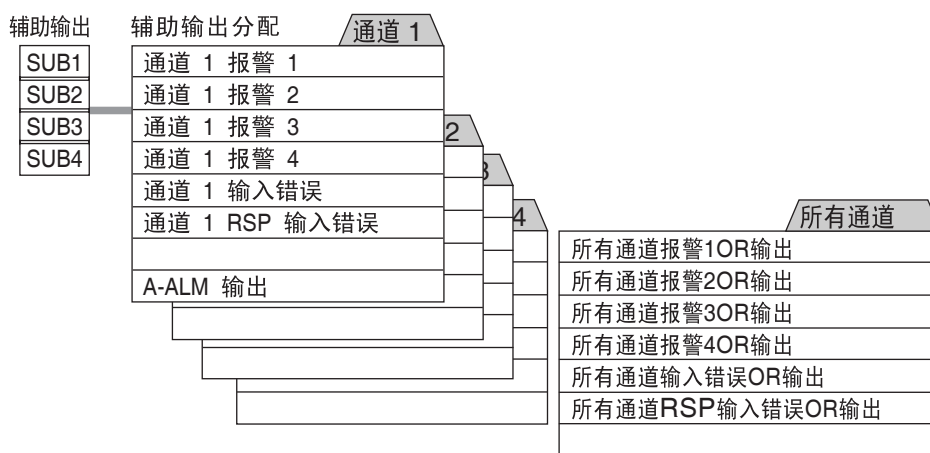 辅助输出
辅助输出分配
通道 1
SUB1
SUB2
SUB3
SUB4
通道 1 报警 1
通道 1 报警 2
通道 1 报警 3
通道 1 报警 4
通道 1 输入错误
通道 1 RSP 输入错误
A-ALM 输出
2
3
4
所有通道
所有通道报警1OR输出
所有通道报警2OR输出
所有通道报警3OR输出
所有通道报警4OR输出
所有通道输入错误OR输出
所有通道RSP输入错误OR输出